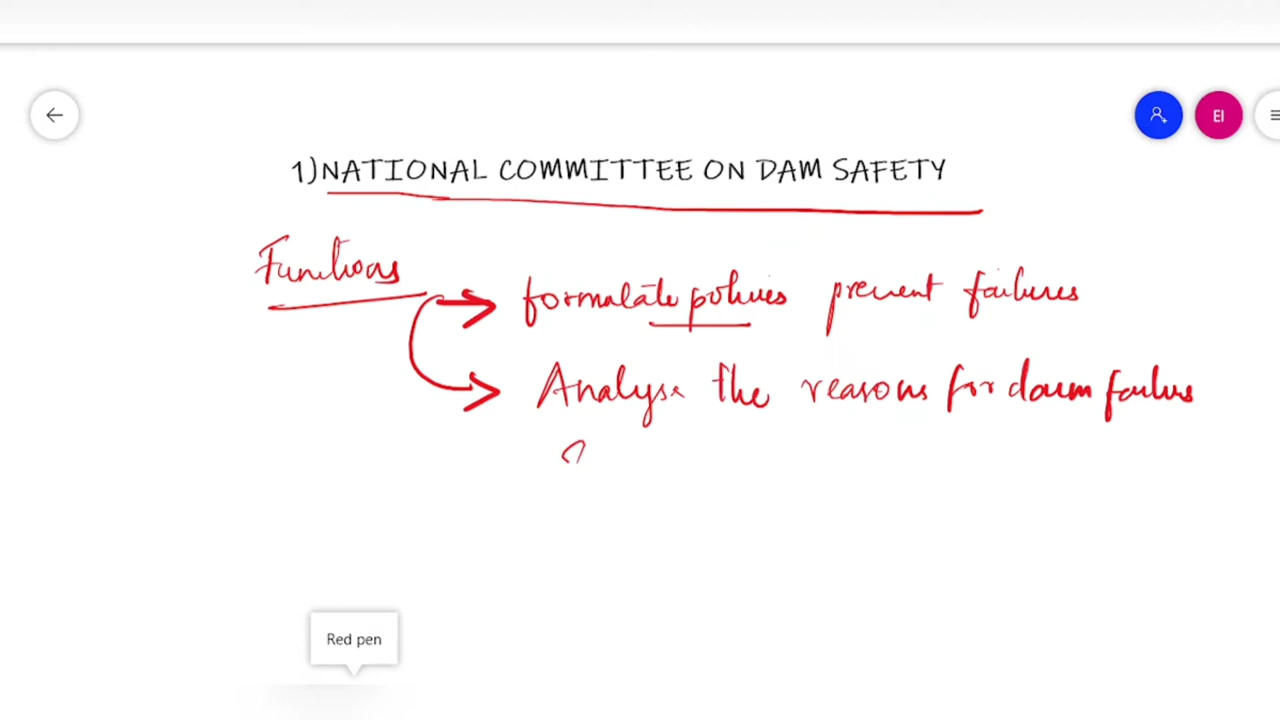 EI
1)NATIONAL COMMITTEE ON DAM SAFETY
Functions
formulate policies prevent failures
Analyse the reasons for dam failures
Red pen